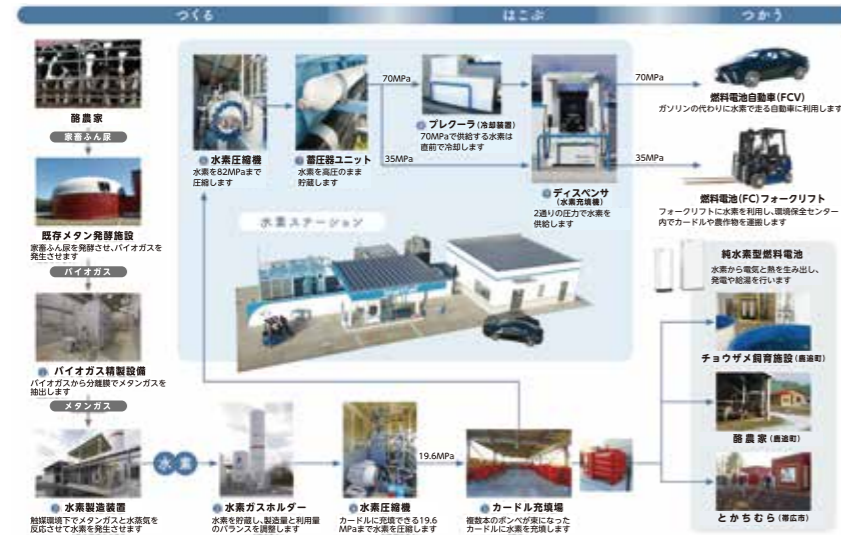 つくる
はこぶ
つかう
酪農家
家畜ふん尿
既存メタン発酵施設
家畜ふん尿を発酵させ、バイオガスを
発生させます
バイオガス
バイオガス精製設備
バイオガスから分離膜でメタンガスを
抽出します
メタンガス
水素製造装置
触媒環境下でメタンガスと水蒸気を
反応させて水素を発生させます
水素
水素ガスホルダー
水素を貯蔵し、製造量と利用量
のバランスを調整します
水素圧縮機
カードルに充填できる19.6
MPaまで水素を圧縮します
19.6MPa
カードル充填場
複数本のボンベが束になった
カードルに水素を充填します
水素圧縮機
水素を82MPaまで
圧縮します
蓄圧器ユニット
水素を高圧のまま
貯蔵します
70MPa
35MPa
プレクーラ(冷却装置)
70MPaで供給する水素は
直前で冷却します
ディスペンサ
(水素充填機)
2通りの圧力で水素を
供給します
水素ステーション
70MPa
35MPa
燃料電池自動車(FCV)
ガソリンの代わりに水素で走る自動車に利用します
燃料電池(FC)フォークリフト
フォークリフトに水素を利用し、環境保全センター
内でカードルや農作物を運搬します
純水素型燃料電池
水素から電気と熱を生み出し、
発電や給湯を行います
チョウザメ飼育施設(鹿追町)
酪農家(鹿追町)
とかちむら(帯広市)